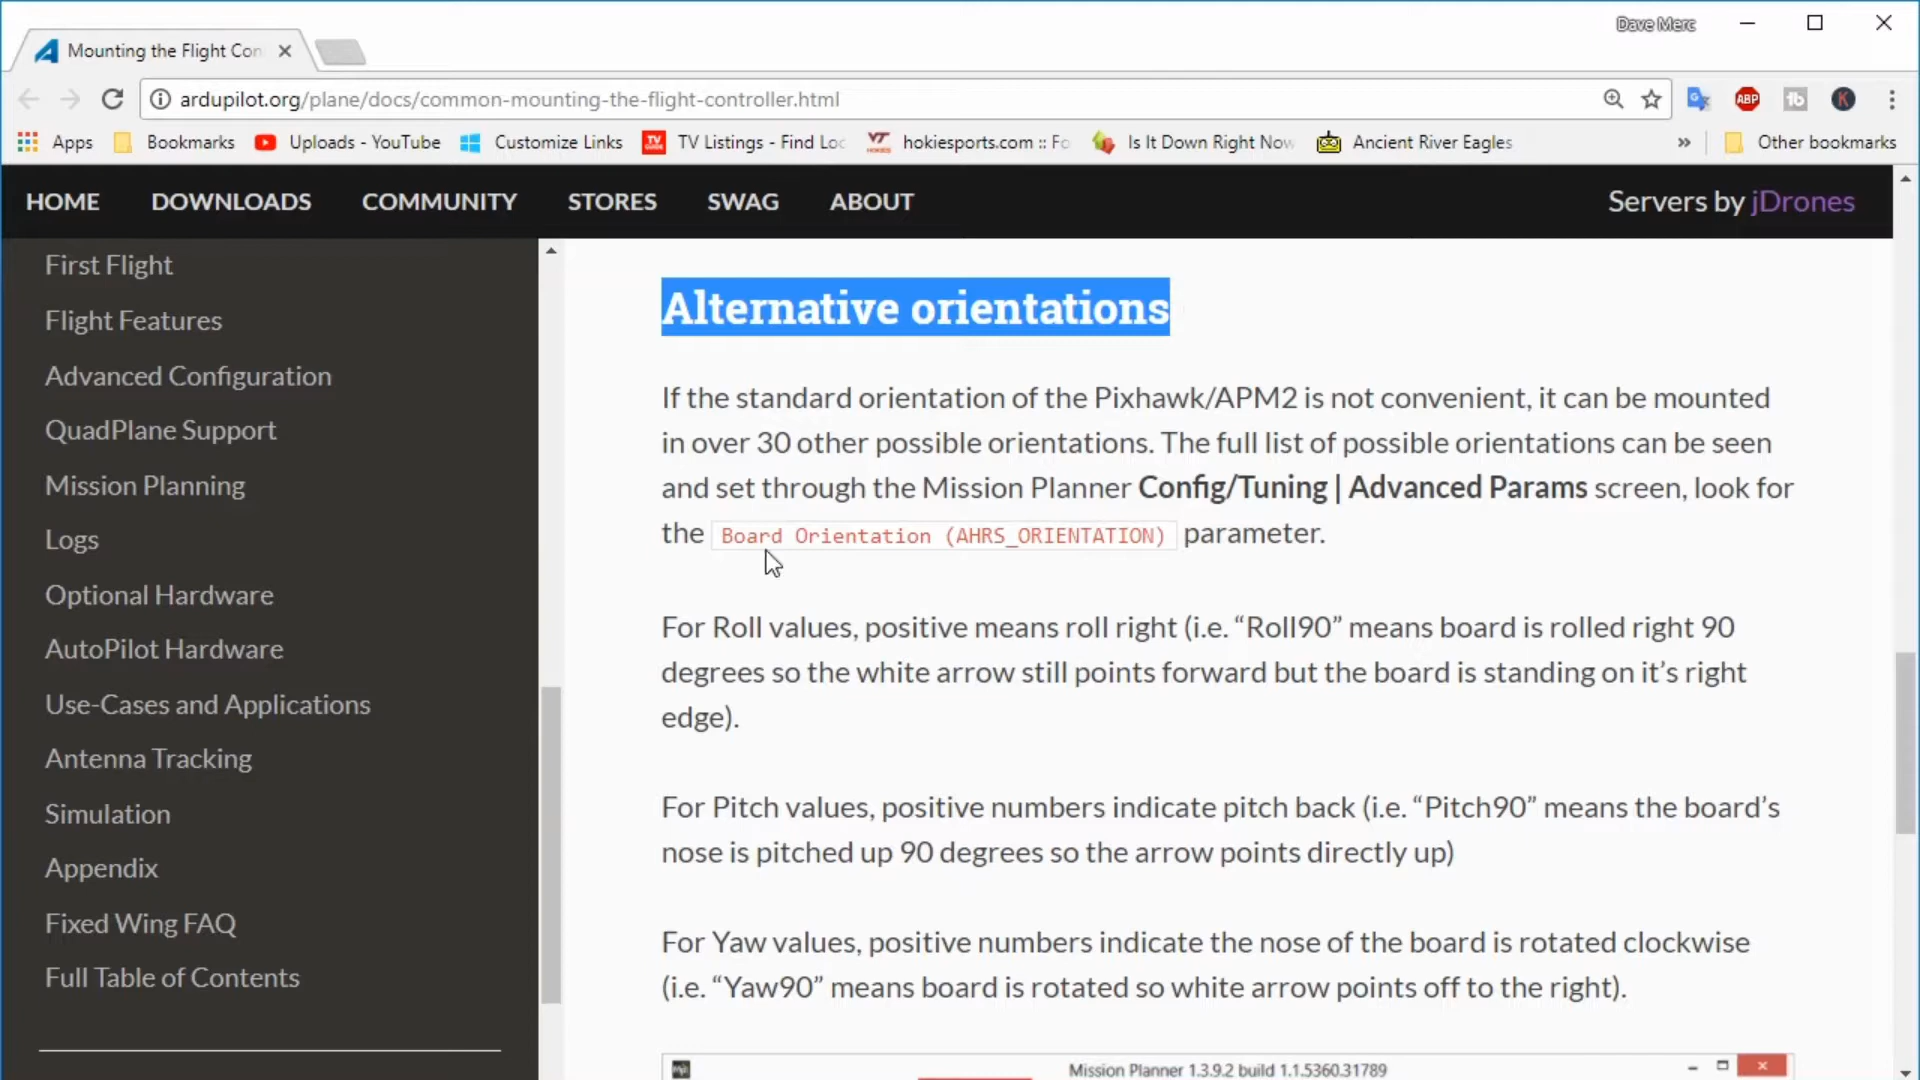 Dave Merc
Mounting the Flight Con
ardupilot.org/plane/docs/common-mounting-the-flight-controller.html
ABP
K
Apps
Bookmarks
Uploads - YouTube
Customize Links
TV Listings - Find Loc
hokiesports.com :: Fo
Is It Down Right Now
Ancient River Eagles
»
Other bookmarks
HOME DOWNLOADS COMMUNITY STORES SWAG ABOUT
Servers by jDrones
First Flight
Flight Features
Advanced Configuration
QuadPlane Support
Mission Planning
Logs
Optional Hardware
AutoPilot Hardware
Use-Cases and Applications
Antenna Tracking
Simulation
Appendix
Fixed Wing FAQ
Full Table of Contents
Alternative orientations
If the standard orientation of the Pixhawk/APM2 is not convenient, it can be mounted
in over 30 other possible orientations. The full list of possible orientations can be seen
and set through the Mission Planner Config/Tuning | Advanced Params screen, look for
the Board Orientation (AHRS_ORIENTATION) parameter.
For Roll values, positive means roll right (i.e. “Roll90” means board is rolled right 90
degrees so the white arrow still points forward but the board is standing on it’s right
edge).
For Pitch values, positive numbers indicate pitch back (i.e. “Pitch90” means the board’s
nose is pitched up 90 degrees so the arrow points directly up)
For Yaw values, positive numbers indicate the nose of the board is rotated clockwise
(i.e. “Yaw90” means board is rotated so white arrow points off to the right).
Mission Planner 1.3.9.2 build 1.1.5360.31789